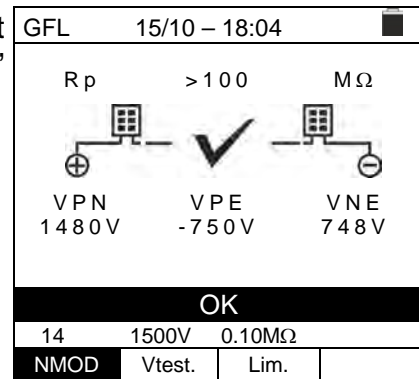 t
,
GFL 15/10 – 18:04
Rp >100 MΩ
VPN VPE VNE
1480V -750V 748V
OK
14 1500V 0.10MΩ
NMOD Vtest. Lim.